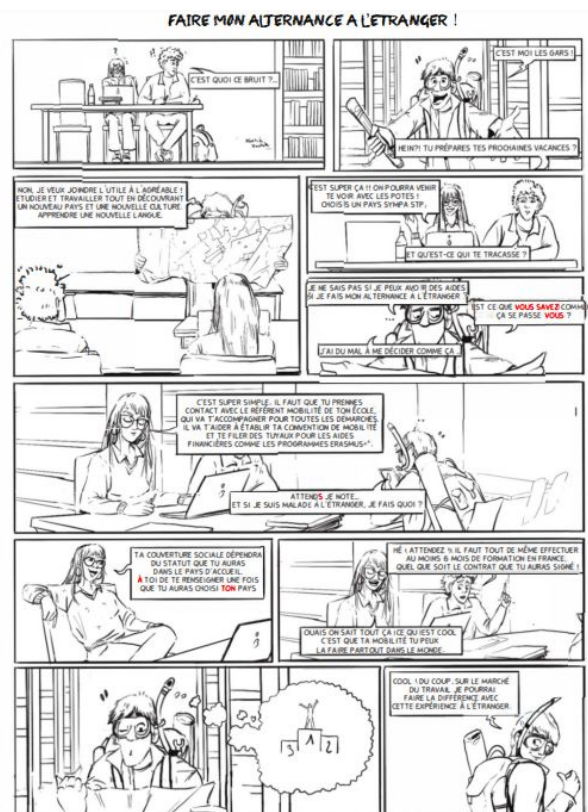 FAIRE MON ALTERNANCE A L'ETRANGER !
C'EST QUOI CE BRUIT ?...
C'EST MOI LES GARS !
HEIN?! TU PRÉPARES TES PROCHAINES VACANCES ?
NON, JE VEUX JOINDRE L'UTILE À L'AGRÉABLE !
ETUDIER ET TRAVAILLER TOUT EN DÉCOUVRANT
UN NOUVEAU PAYS ET UNE NOUVELLE CULTURE
APPRENDRE UNE NOUVELLE LANGUE.
C'EST SUPER ÇA !! ON POURRA VENIR
TE VOIR AVEC LES POTES !
CHOISIS UN PAYS SYMPA STP.
ET QU'EST-CE QUI TE TRACASSE ?
JE NE SAIS PAS SI JE PEUX AVOIR DES AIDES
SI JE FAIS MON ALTERNANCE A L'ÉTRANGER
EST CE QUE VOUS SAVEZ COMM
ÇA SE PASSE VOUS ?
J'AI DU MAL À ME DÉCIDER COMME ÇA ...
C'EST SUPER SIMPLE. IL FAUT QUE TU PRENNES
CONTACT AVEC LE RÉFÉRENT MOBILITÉ DE TON ÉCOLE,
QUI VA T'ACCOMPAGNER POUR TOUTES LES DÉMARCHES.
IL VA T'AIDER À ÉTABLIR TA CONVENTION DE MOBILITÉ
ET TE FILER DES TUYAUX POUR LES AIDES
FINANCIÈRES COMME LES PROGRAMMES ERASMUS+".
ATTENDS JE NOTE...
ET SI JE SUIS MALADE À L'ÉTRANGER, JE FAIS QUOI ?
TA COUVERTURE SOCIALE DÉPENDRA
DU STATUT QUE TU AURAS
DANS LE PAYS D'ACCUEIL.
À TOI DE TE RENSEIGNER UNE FOIS
QUE TU AURAS CHOISI TON PAYS
HÉ ! ATTENDEZ !! IL FAUT TOUT DE MÊME EFFECTUER
AU MOINS 6 MOIS DE FORMATION EN FRANCE,
QUEL QUE SOIT LE CONTRAT QUE TU AURAS SIGNÉ !
OUAIS ON SAIT TOUT ÇA ! CE QUI EST COOL
C'EST QUE TA MOBILITÉ TU PEUX
LA FAIRE PARTOUT DANS LE MONDE.
3 1 2
COOL ! DU COUP, SUR LE MARCHÉ
DU TRAVAIL JE POURRAI
FAIRE LA DIFFÉRENCE AVEC
CETTE EXPÉRIENCE À L'ÉTRANGER.